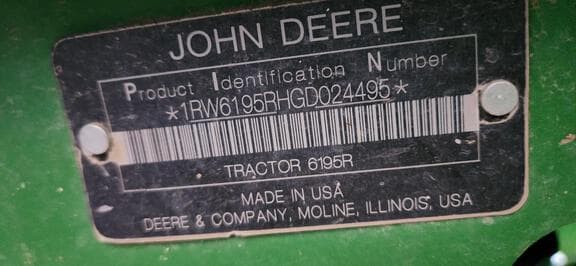 JOHN DEERE
Product Identification Number
*1RW6195RHGD024495*
TRACTOR 6195R
MADE IN USA
DEERE & COMPANY, MOLINE, ILLINOIS, USA